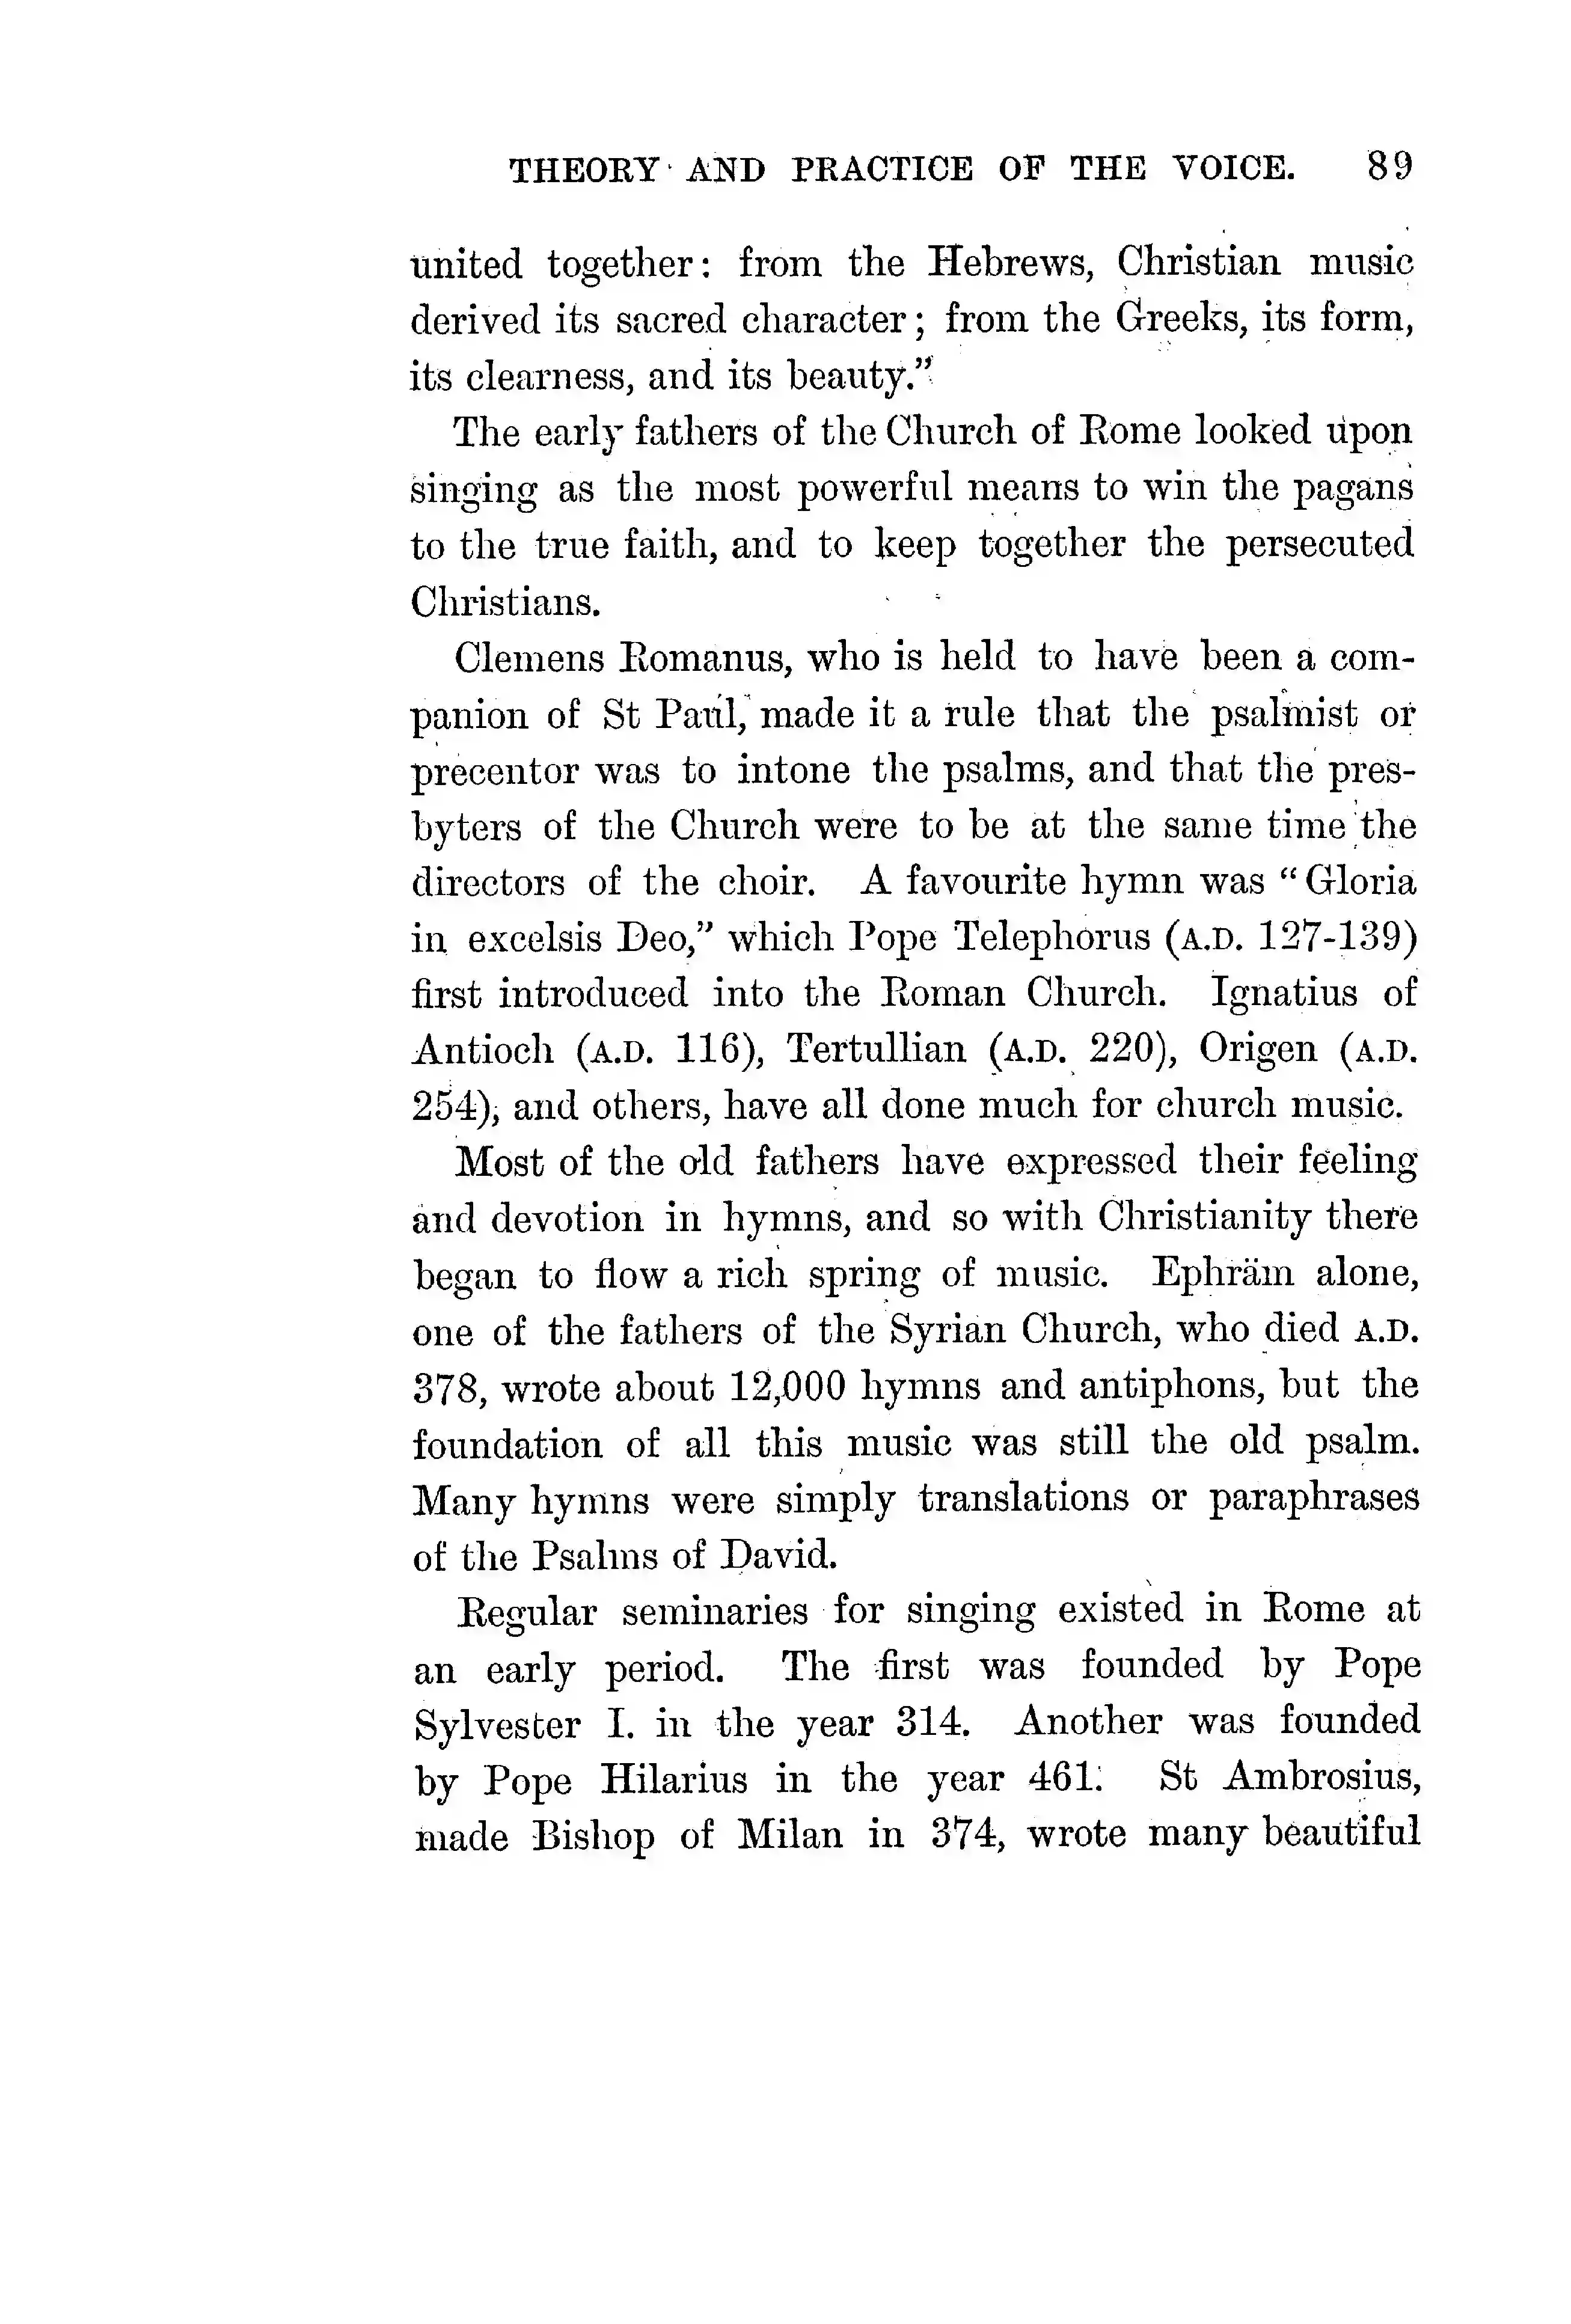 THEORY AND PRACTICE OF THE VOICE. 89
united together: from the Hebrews, Christian music
derived its sacred character; from the Greeks, its form,
its clearness, and its beauty.”
The early fathers of the Church of Rome looked upon
singing as the most powerful means to win the pagans
to the true faith, and to keep together the persecuted
Christians.
Clemens Romanus, who is held to have been a com-
panion of St Paul, made it a rule that the psalmist or
precentor was to intone the psalms, and that the pres-
byters of the Church were to be at the same time the
directors of the choir. A favourite hymn was “Gloria
in excelsis Deo,” which Pope Telephorus (A.D. 127-139)
first introduced into the Roman Church. Ignatius of
Antioch (A.D. 116), Tertullian (A.D. 220), Origen (A.D.
254), and others, have all done much for church music.
Most of the old fathers have expressed their feeling
and devotion in hymns, and so with Christianity there
began to flow a rich spring of music. Ephräm alone,
one of the fathers of the Syrian Church, who died A.D.
378, wrote about 12,000 hymns and antiphons, but the
foundation of all this music was still the old psalm.
Many hymns were simply translations or paraphrases
of the Psalms of David.
Regular seminaries for singing existed in Rome at
an early period. The first was founded by Pope
Sylvester I. in the year 314. Another was founded
by Pope Hilarius in the year 461. St Ambrosius,
made Bishop of Milan in 374, wrote many beautiful